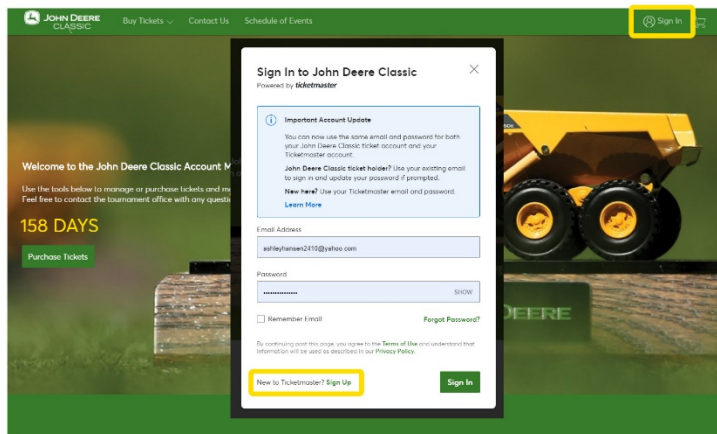 JOHN DEERE
CLASSIC
Buy Tickets
Contact Us
Schedule of Events
Sign In
Sign In to John Deere Classic
Powered by ticketmaster
Important Account Update
You can now use the same email and password for both
your John Deere Classic ticket account and your
Ticketmaster account.
John Deere Classic ticket holder? Use your existing email
to sign in and update your password if prompted.
New here? Use your Ticketmaster email and password.
Learn More
Welcome to the John Deere Classic Account M
Use the tools below to manage or purchase tickets and m
Feel free to contact the tournament office with any questi
158 DAYS
Purchase Tickets
Email Address
ashleyhansen2410@yahoo.com
Password
SHOW
Remember Email
Forgot Password?
By continuing past this page, you agree to the Terms of Use and understand that
information will be used as described in our Privacy Policy.
New to Ticketmaster? Sign Up
Sign In
DEERE